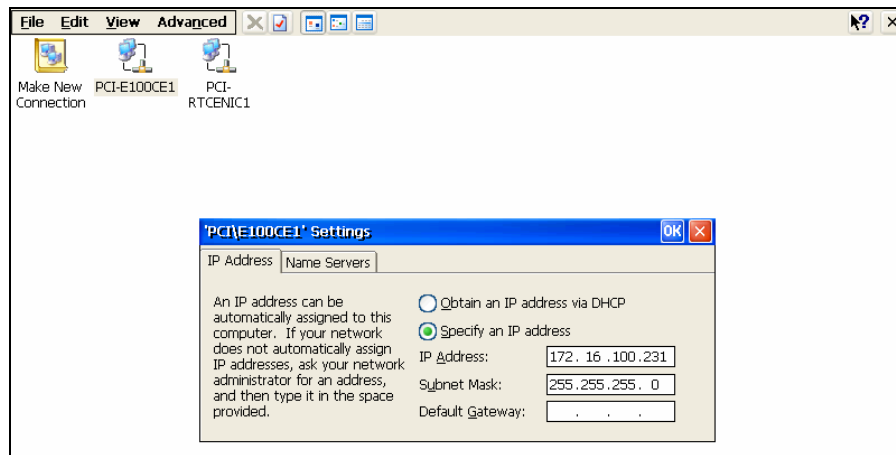 File Edit View Advanced
Make New Connection
PCI-E100CE1
PCI-RTCENIC1
'PCI\E100CE1' Settings OK
IP Address Name Servers
An IP address can be
automatically assigned to this
computer. If your network
does not automatically assign
IP addresses, ask your network
administrator for an address,
and then type it in the space
provided.
Obtain an IP address via DHCP
Specify an IP address
IP Address: 172. 16 .100.231
Subnet Mask: 255.255.255. 0
Default Gateway: . . .